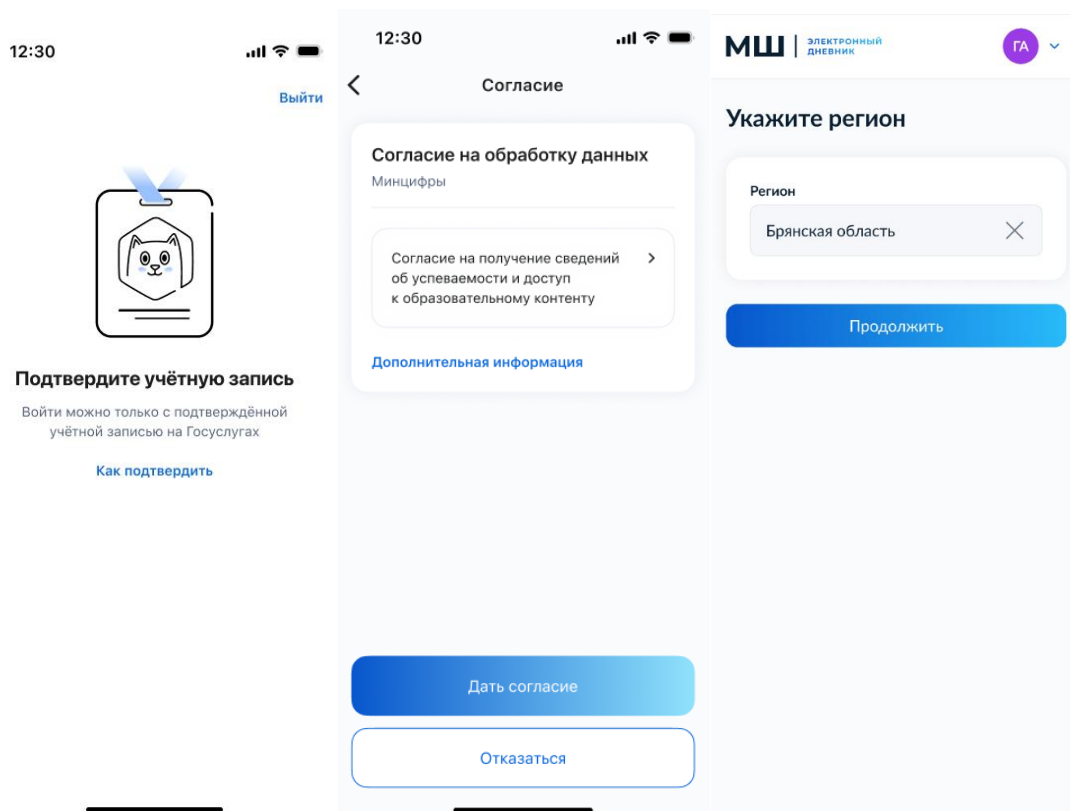 12:30
Выйти
Подтвердите учётную запись
Войти можно только с подтверждённой
учётной записью на Госуслугах
Как подтвердить
12:30
Согласие
Согласие на обработку данных
Минцифры
Согласие на получение сведений
об успеваемости и доступ
к образовательному контенту
Дополнительная информация
Дать согласие
Отказаться
МШ
ЭЛЕКТРОННЫЙ
ДНЕВНИК
ГА
Укажите регион
Регион
Брянская область
Продолжить